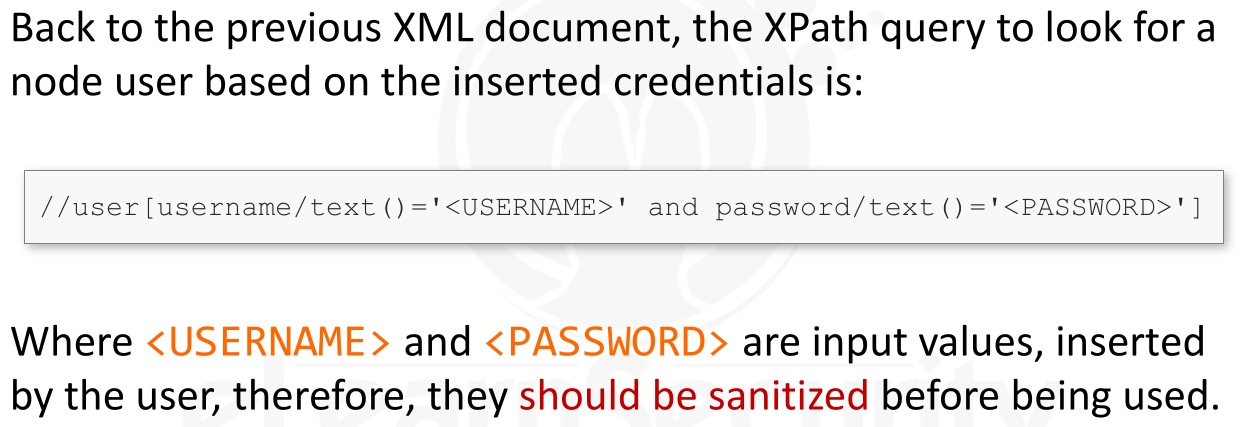 Back to the previous XML document, the XPath query to look for a
node user based on the inserted credentials is:
//user[username/text()='<USERNAME>' and password/text()='<PASSWORD>']
Where <USERNAME> and <PASSWORD> are input values, inserted
by the user, therefore, they should be sanitized before being used.